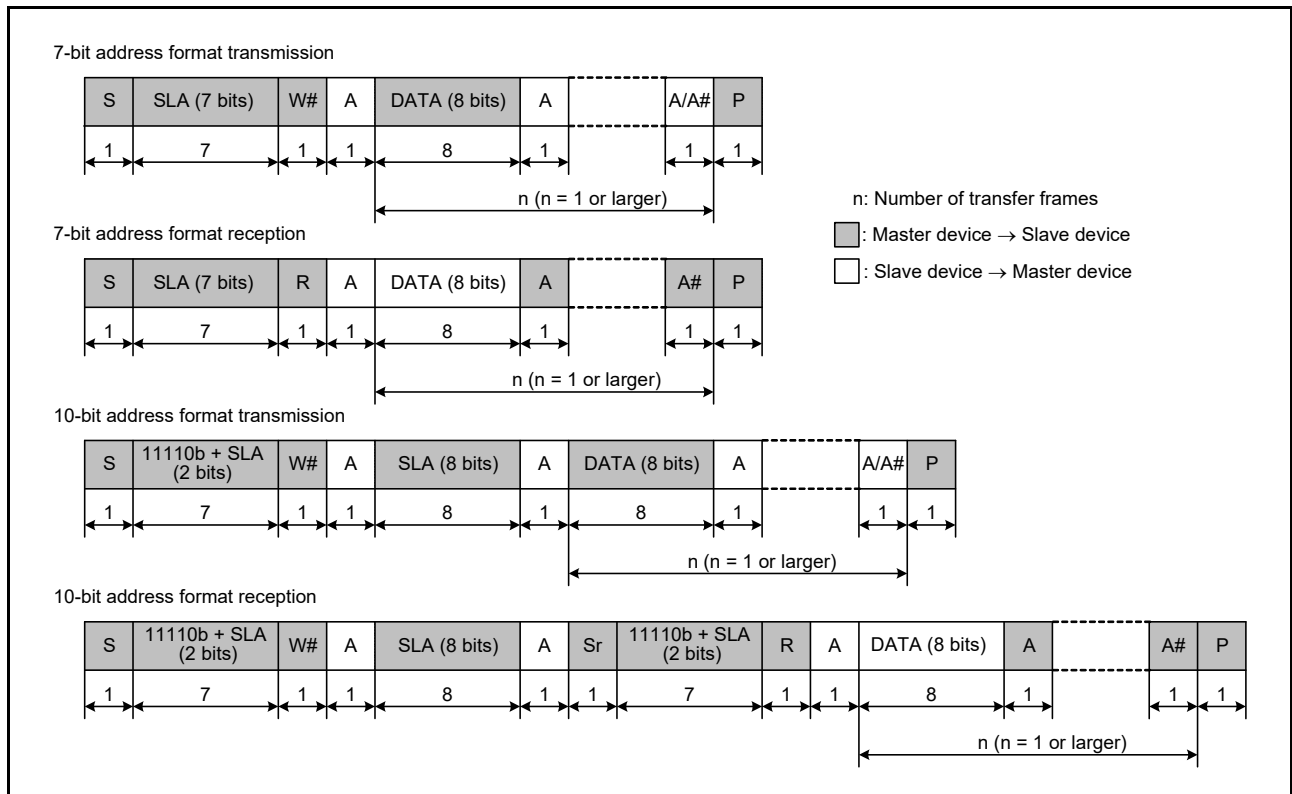 7-bit address format transmission
S SLA (7 bits) W# A DATA (8 bits) A A/A# P
1 7 1 1 8 1 1 1
n (n = 1 or larger)
n: Number of transfer frames
: Master device → Slave device
: Slave device → Master device
7-bit address format reception
S SLA (7 bits) R A DATA (8 bits) A A# P
1 7 1 1 8 1 1 1
n (n = 1 or larger)
10-bit address format transmission
S 11110b + SLA (2 bits) W# A SLA (8 bits) A DATA (8 bits) A A/A# P
1 7 1 1 8 1 8 1 1 1
n (n = 1 or larger)
10-bit address format reception
S 11110b + SLA (2 bits) W# A SLA (8 bits) A Sr 11110b + SLA (2 bits) R A DATA (8 bits) A A# P
1 7 1 1 8 1 1 7 1 1 8 1 1 1
n (n = 1 or larger)